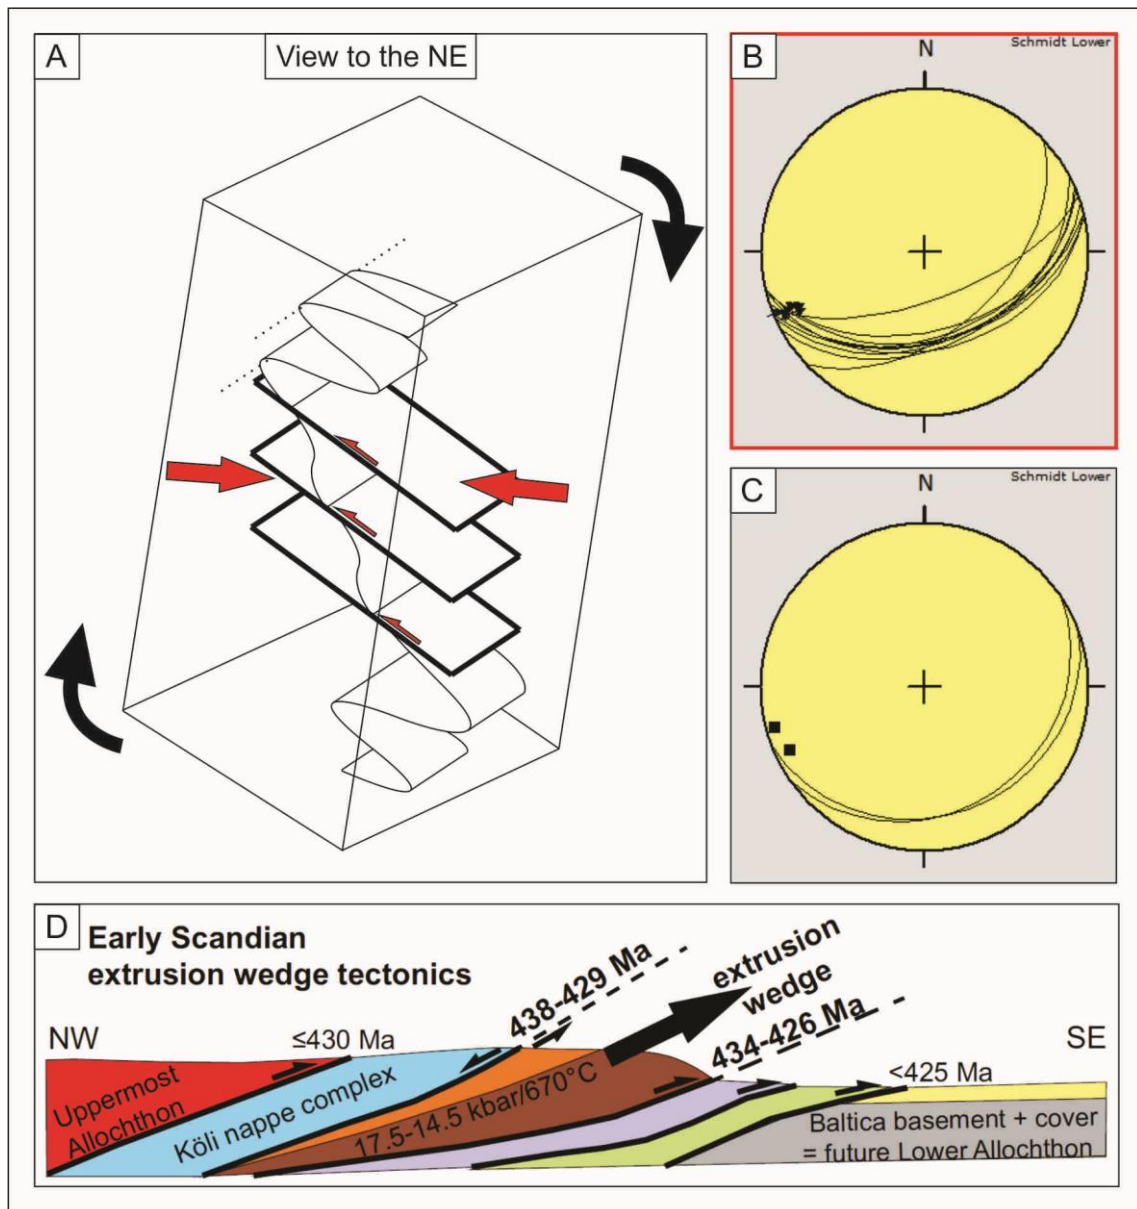 A
View to the NE
B
N
Schmidt Lower
C
N
Schmidt Lower
D
Early Scandian
extrusion wedge tectonics
NW
≤430 Ma
438-429 Ma
extrusion
wedge
434-426 Ma
<425 Ma
SE
Uppermost
Allochthon
Köli nappe complex
17.5-14.5 kbar/670°C
Baltica basement + cover
= future Lower Allochthon